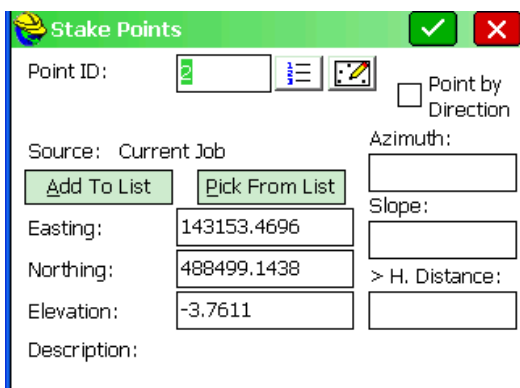 Stake Points
Point ID: 2
Point by
Direction
Source: Current Job
Azimuth:
Add To List Pick From List
Slope:
Easting: 143153.4696
Northing: 488499.1438
> H. Distance:
Elevation: -3.7611
Description: